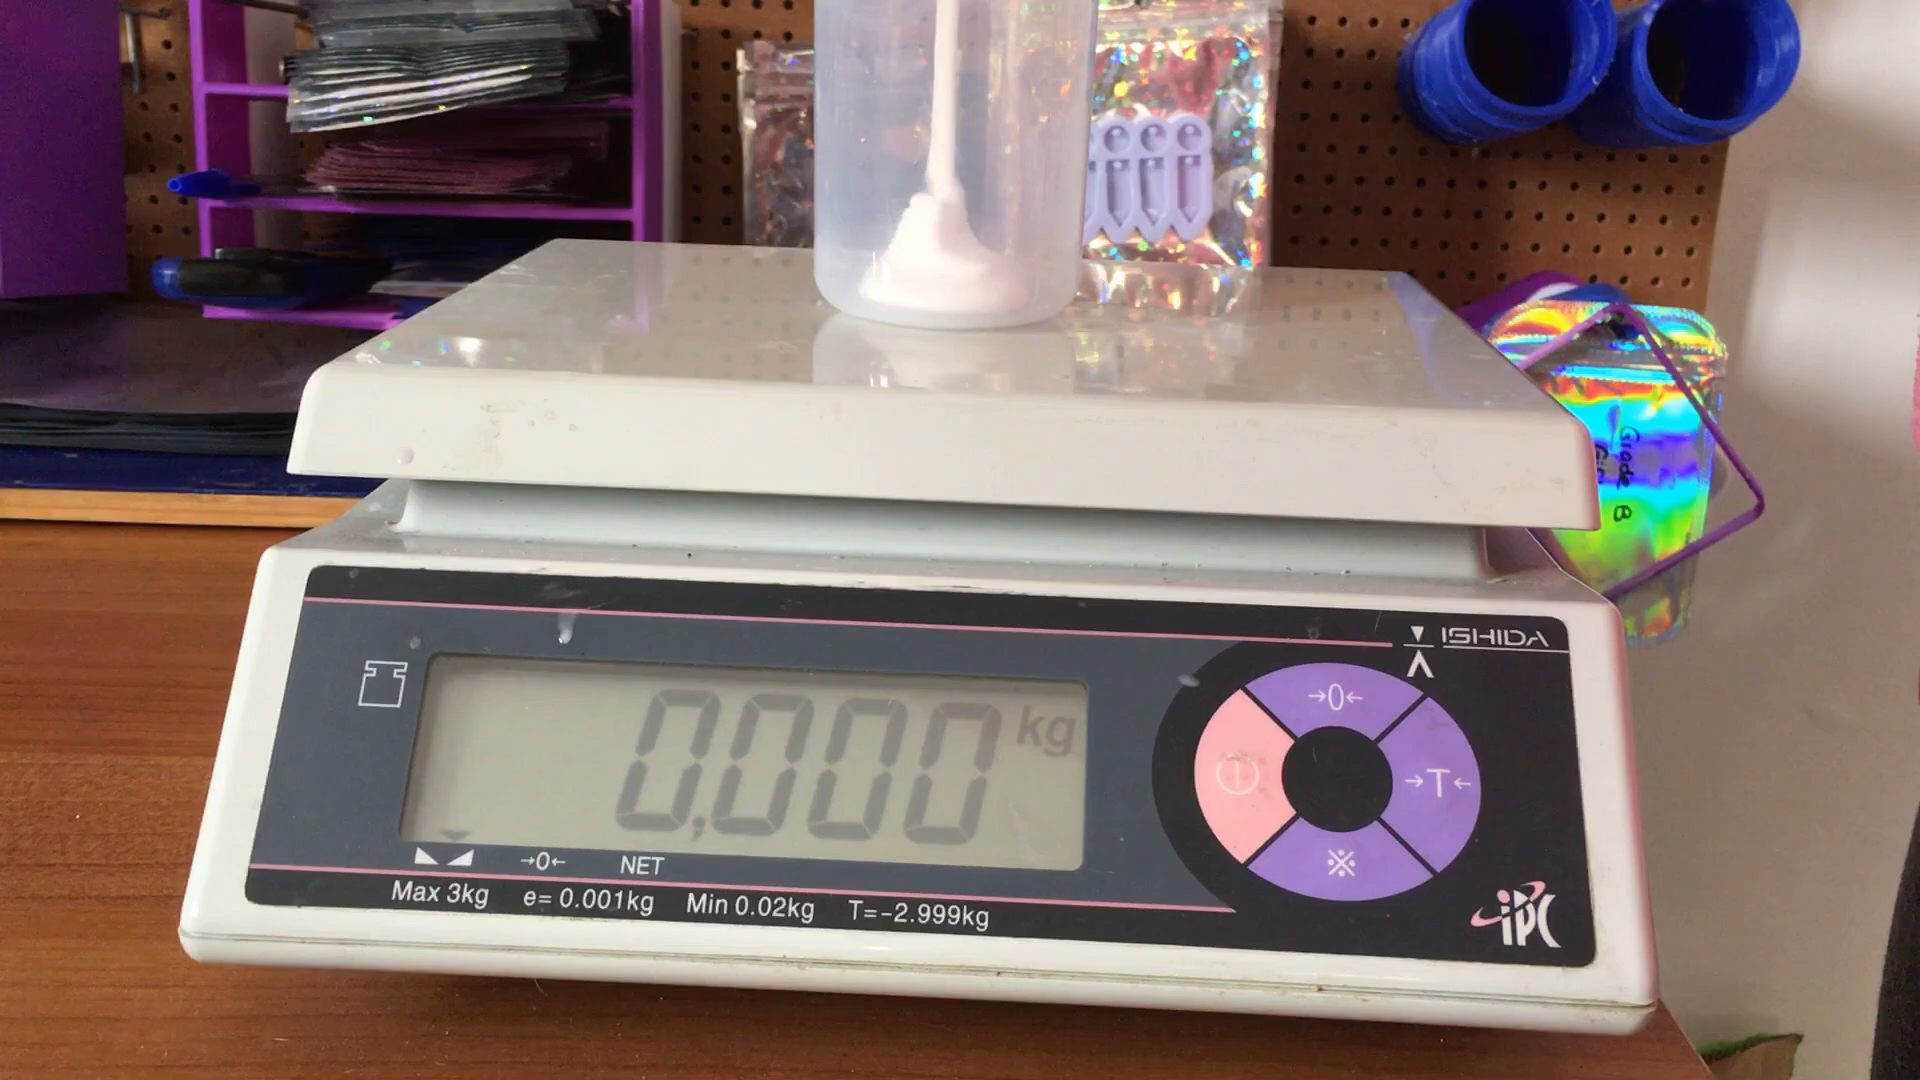 Grade B
ISHIDA
→0←
→T←
※
0,000 kg
→0← NET
Max 3kg e= 0.001kg Min 0.02kg T=-2.999kg
iPC